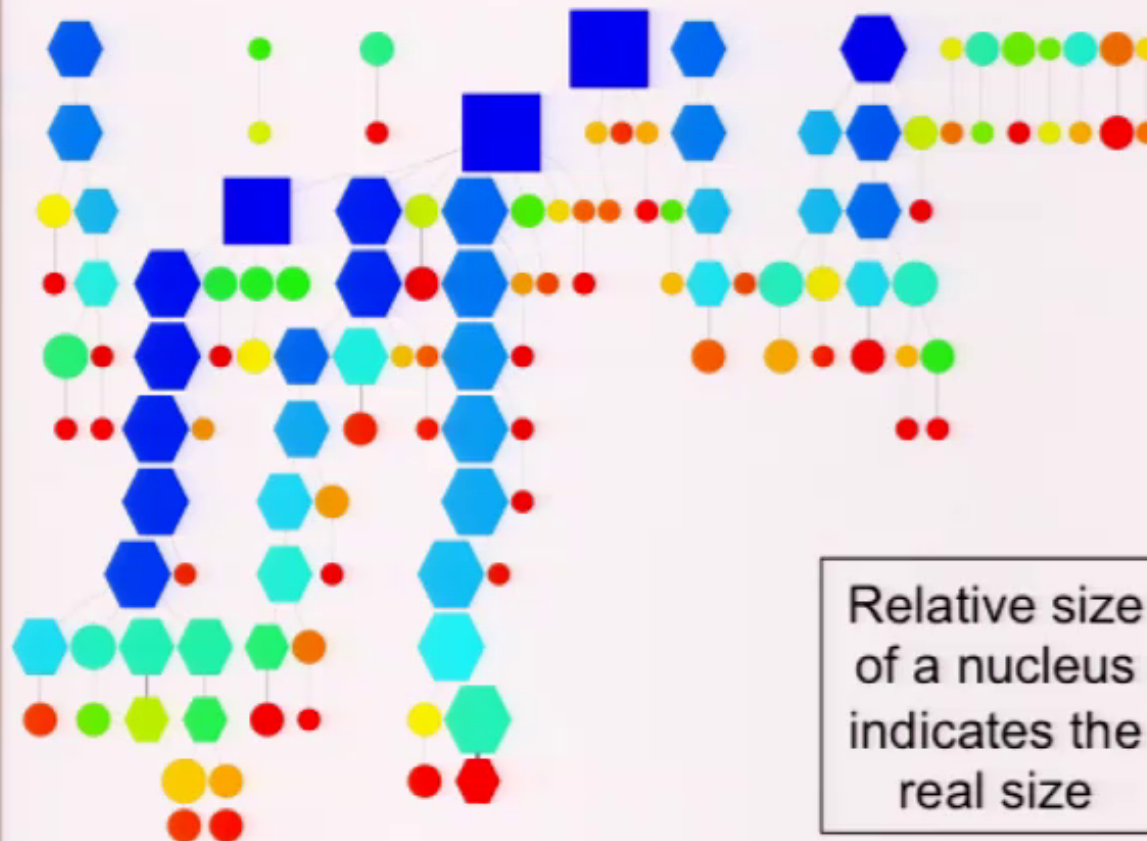 Relative size
of a nucleus
indicates the
real size